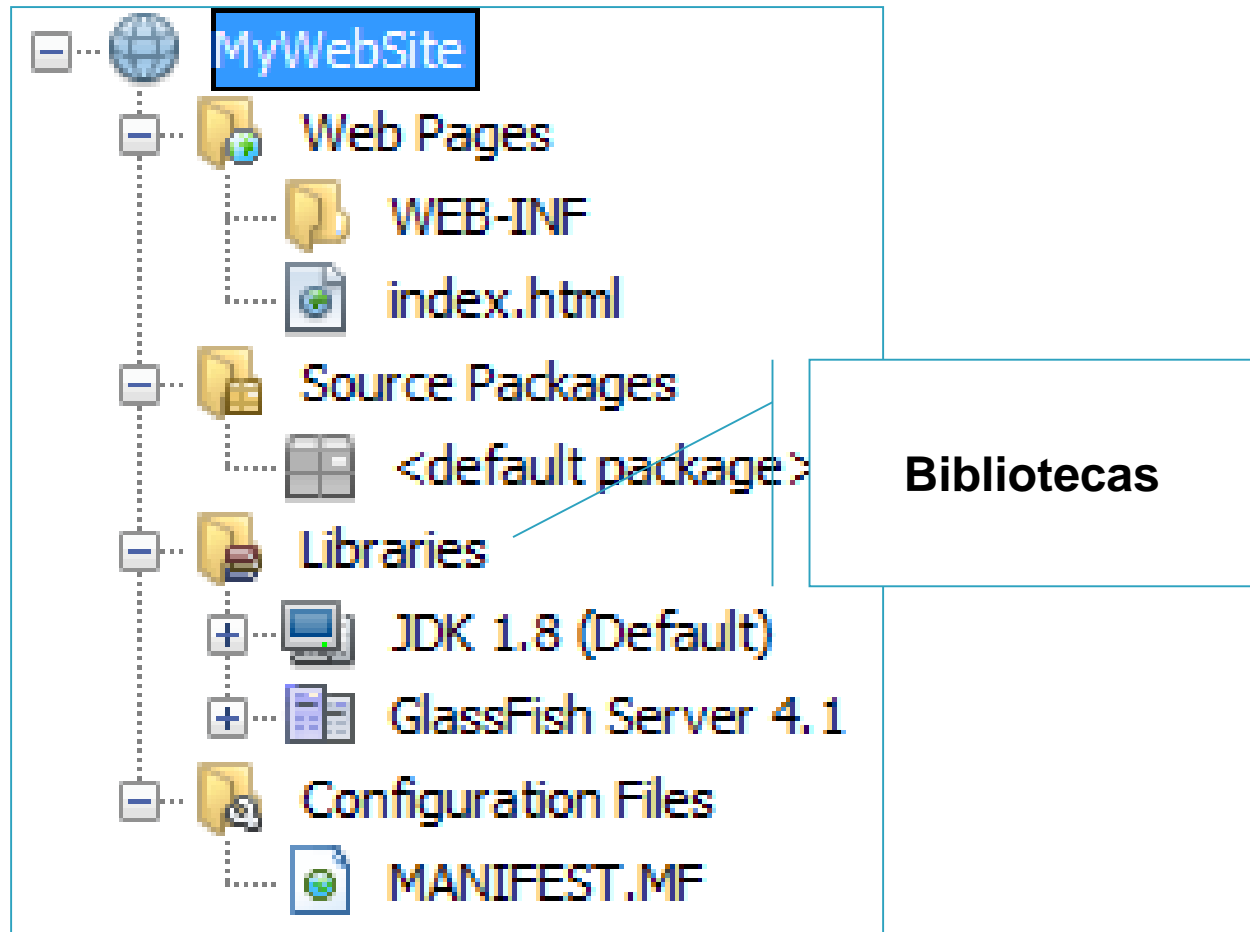 MyWebSite
Web Pages
WEB-INF
index.html
Source Packages
<default package>
Bibliotecas
Libraries
JDK 1.8 (Default)
GlassFish Server 4.1
Configuration Files
MANIFEST.MF